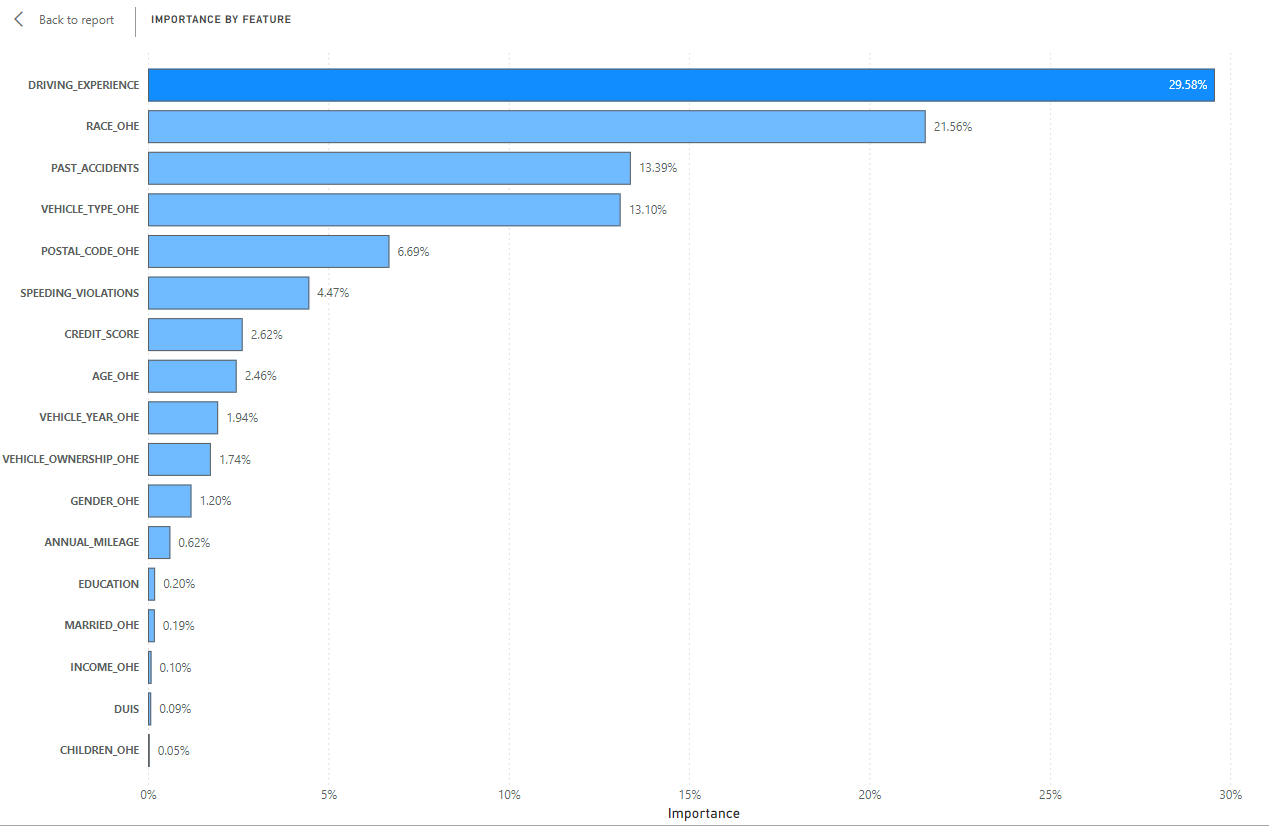 Back to report
IMPORTANCE BY FEATURE
DRIVING_EXPERIENCE 29.58%
RACE_OHE 21.56%
PAST_ACCIDENTS 13.39%
VEHICLE_TYPE_OHE 13.10%
POSTAL_CODE_OHE 6.69%
SPEEDING_VIOLATIONS 4.47%
CREDIT_SCORE 2.62%
AGE_OHE 2.46%
VEHICLE_YEAR_OHE 1.94%
VEHICLE_OWNERSHIP_OHE 1.74%
GENDER_OHE 1.20%
ANNUAL_MILEAGE 0.62%
EDUCATION 0.20%
MARRIED_OHE 0.19%
INCOME_OHE 0.10%
DUIS 0.09%
CHILDREN_OHE 0.05%
0% 5% 10% 15% 20% 25% 30%
Importance